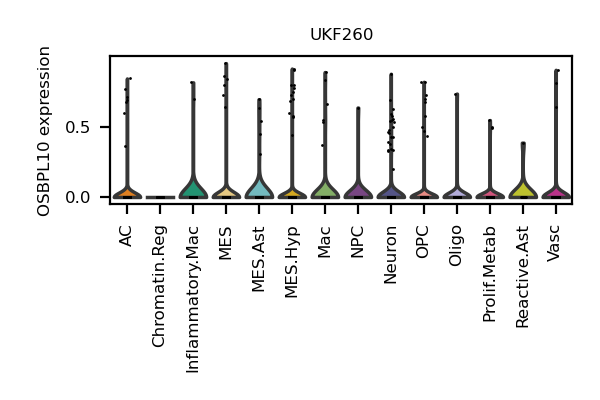 UKF260
OSBPL10 expression
0.5
0.0
AC
Chromatin.Reg
Inflammatory.Mac
MES
MES.Ast
MES.Hyp
Mac
NPC
Neuron
OPC
Oligo
Prolif.Metab
Reactive.Ast
Vasc